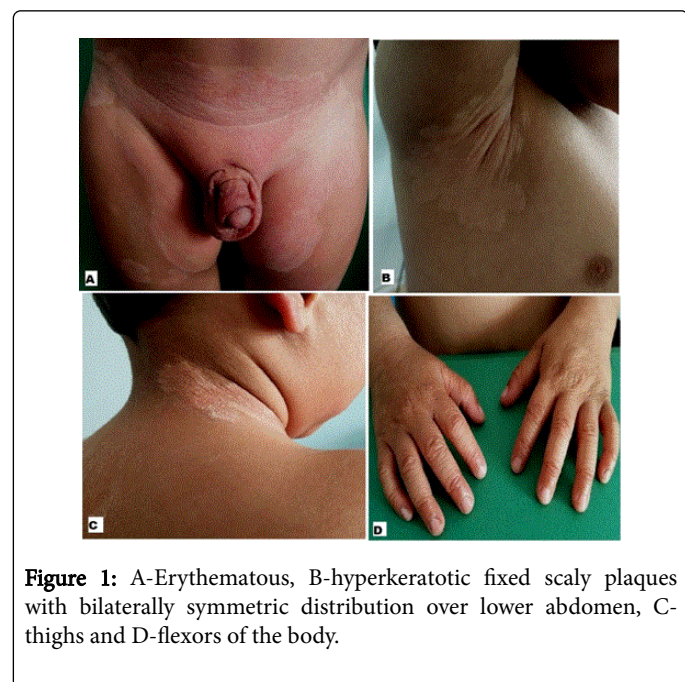 A
B
C
D
Figure 1: A-Erythematous, B-hyperkeratotic fixed scaly plaques
with bilaterally symmetric distribution over lower abdomen, C-
thighs and D-flexors of the body.